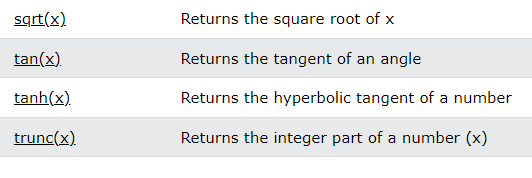 sqrt(x) Returns the square root of x
tan(x) Returns the tangent of an angle
tanh(x) Returns the hyperbolic tangent of a number
trunc(x) Returns the integer part of a number (x)